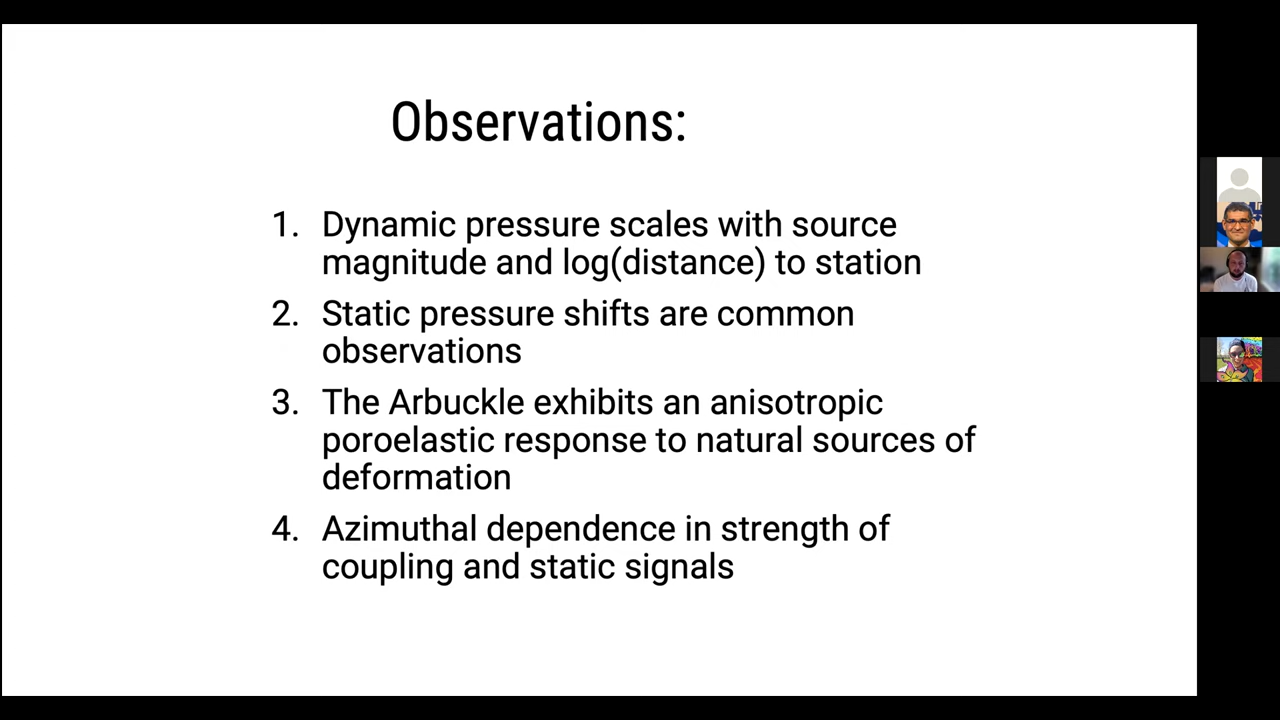 Observations:
1. Dynamic pressure scales with source
magnitude and log(distance) to station
2. Static pressure shifts are common
observations
3. The Arbuckle exhibits an anisotropic
poroelastic response to natural sources of
deformation
4. Azimuthal dependence in strength of
coupling and static signals